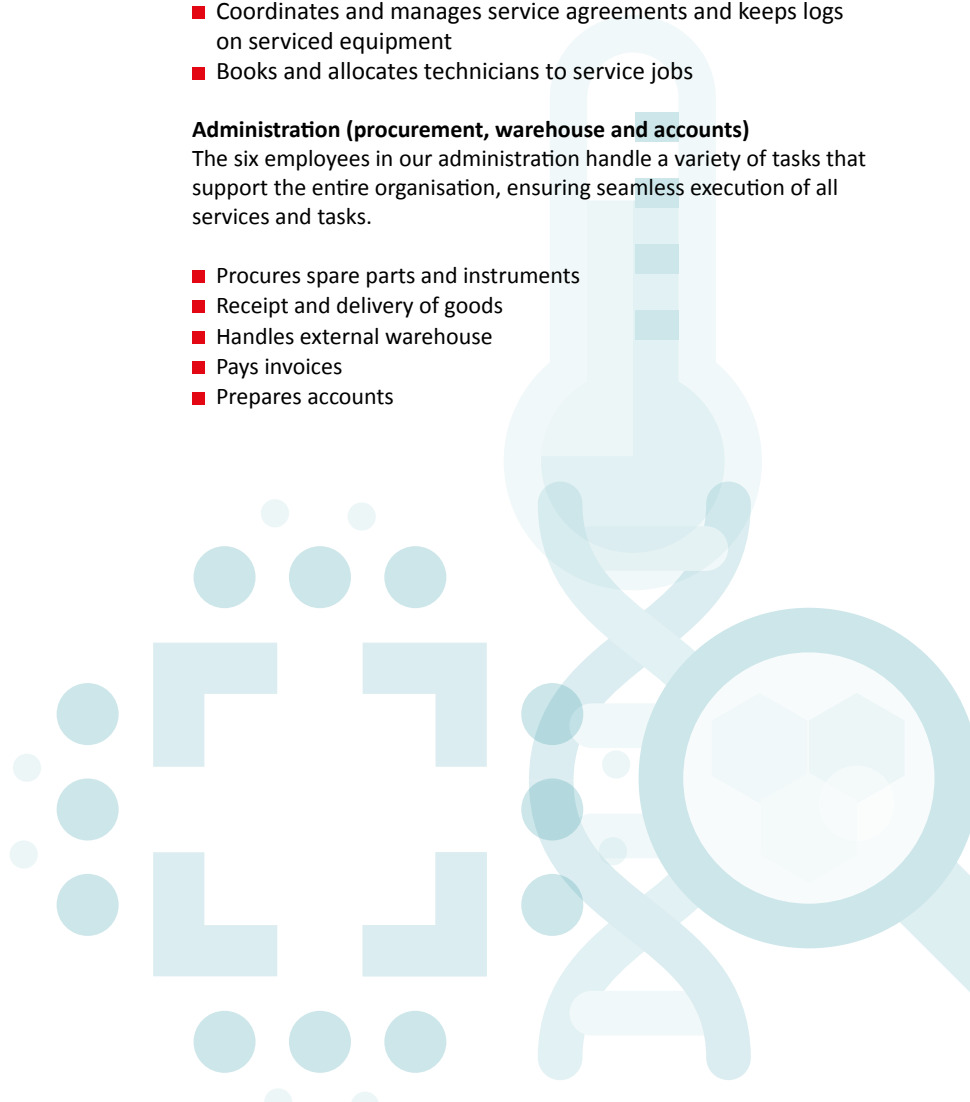 ■ Coordinates and manages service agreements and keeps logs
on serviced equipment
■ Books and allocates technicians to service jobs
Administration (procurement, warehouse and accounts)
The six employees in our administration handle a variety of tasks that
support the entire organisation, ensuring seamless execution of all
services and tasks.
■ Procures spare parts and instruments
■ Receipt and delivery of goods
■ Handles external warehouse
■ Pays invoices
■ Prepares accounts